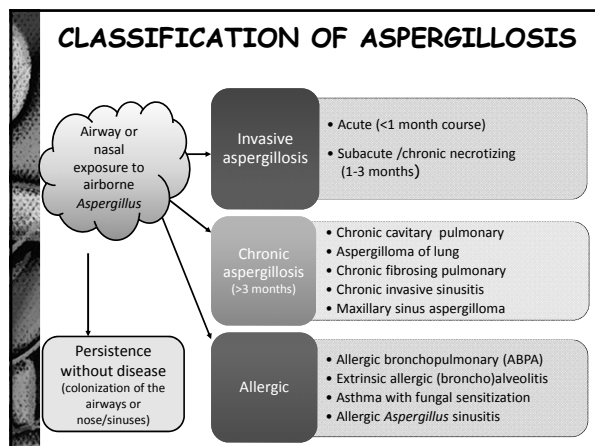 CLASSIFICATION OF ASPERGILLOSIS
Airway or
nasal
exposure to
airborne
Aspergillus
Invasive
aspergillosis
• Acute (<1 month course)
• Subacute /chronic necrotizing
(1-3 months)
Chronic
aspergillosis
(>3 months)
• Chronic cavitary pulmonary
• Aspergilloma of lung
• Chronic fibrosing pulmonary
• Chronic invasive sinusitis
• Maxillary sinus aspergilloma
Persistence
without disease
(colonization of the
airways or
nose/sinuses)
Allergic
• Allergic bronchopulmonary (ABPA)
• Extrinsic allergic (broncho)alveolitis
• Asthma with fungal sensitization
• Allergic Aspergillus sinusitis